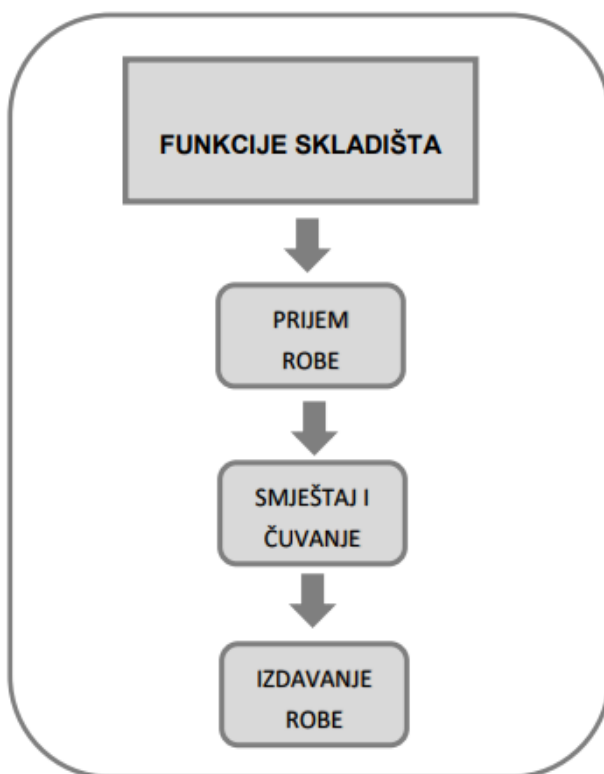 FUNKCIJE SKLADIŠTA
PRIJEM
ROBE
SMJEŠTAJ I
ČUVANJE
IZDAVANJE
ROBE